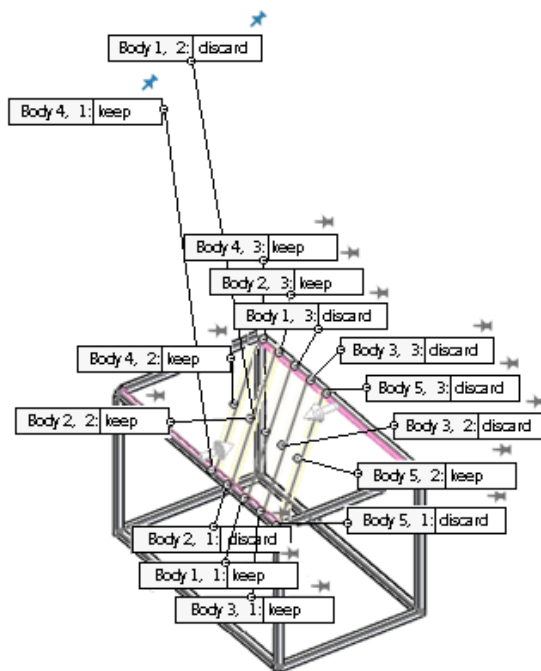 Body 1, 2: discard
Body 4, 1: keep
Body 4, 3: keep
Body 2, 3: keep
Body 1, 3: discard
Body 3, 3: discard
Body 4, 2: keep
Body 5, 3: discard
Body 2, 2: keep
Body 3, 2: discard
Body 5, 2: keep
Body 5, 1: discard
Body 2, 1: discard
Body 1, 1: keep
Body 3, 1: keep